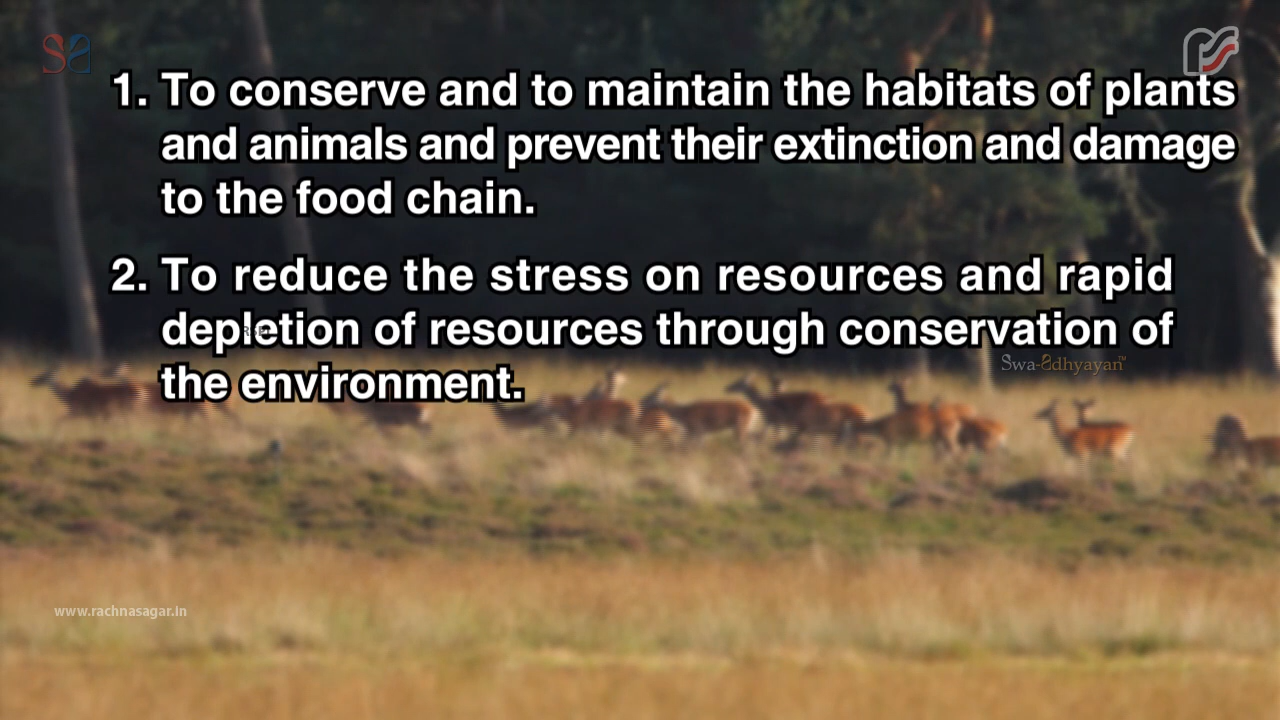 sa
1. To conserve and to maintain the habitats of plants
and animals and prevent their extinction and damage
to the food chain.
2. To reduce the stress on resources and rapid
depletion of resources through conservation of
the environment.
Swa-adhyayan™
www.rachnasagar.in